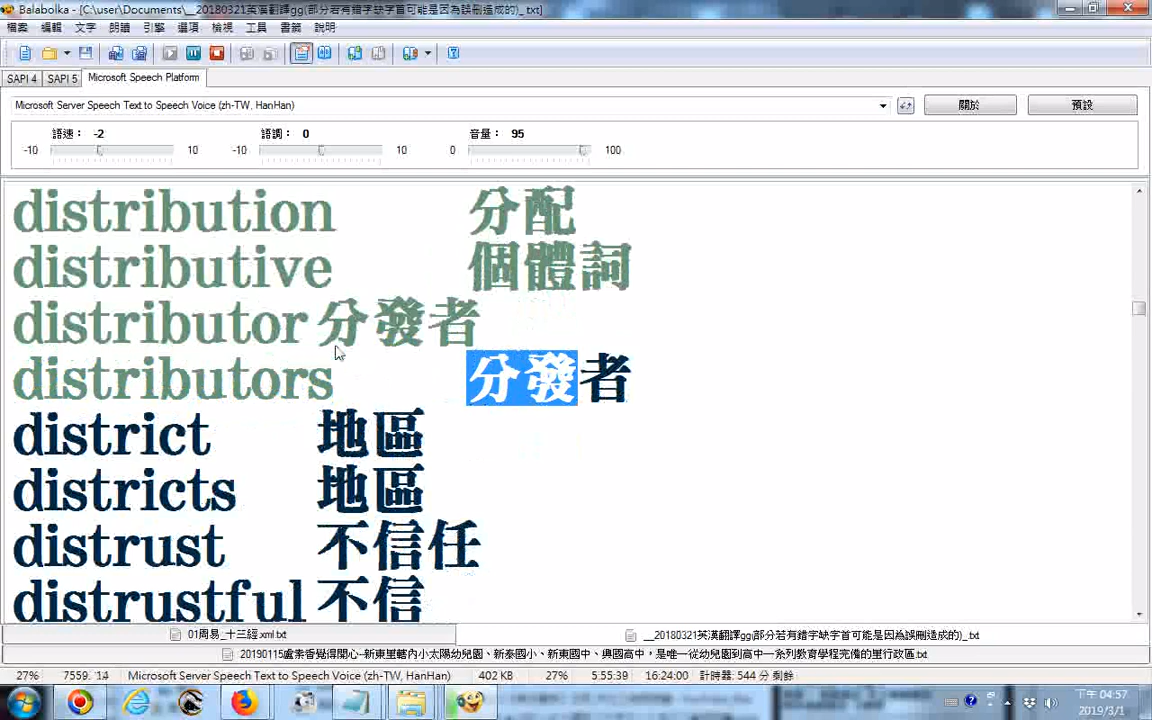 Balabolka - [C:\user\Documents\__20180321英漢翻譯gg(部分若有錯字缺字首可能是因為誤刪造成的)_.txt]
檔案 編輯 文字 朗讀 引擎 選項 檢視 工具 書籤 說明
SAPI 4 SAPI 5 Microsoft Speech Platform
Microsoft Server Speech Text to Speech Voice (zh-TW, HanHan) 關於 預設
語速： -2 語調： 0 音量： 95
-10 10 -10 10 0 100
distribution 分配
distributive 個體詞
distributor 分發者
distributors 分發者
district 地區
districts 地區
distrust 不信任
distrustful 不信
01周易_十三經.xml.txt __20180321英漢翻譯gg(部分若有錯字缺字首可能是因為誤刪造成的)_.txt
20190115盧素香覺得開心-新東里轄內小太陽幼兒園、新泰國小、新東國中、興國高中，是唯一從幼兒園到高中一系列教育學程完備的里行政區.txt
27% 7559: 14 Microsoft Server Speech Text to Speech Voice (zh-TW, HanHan) 402 KB 27% 5:55:39 16:24:00 計時器: 544 分 剩餘
下午 04:57
2019/3/1